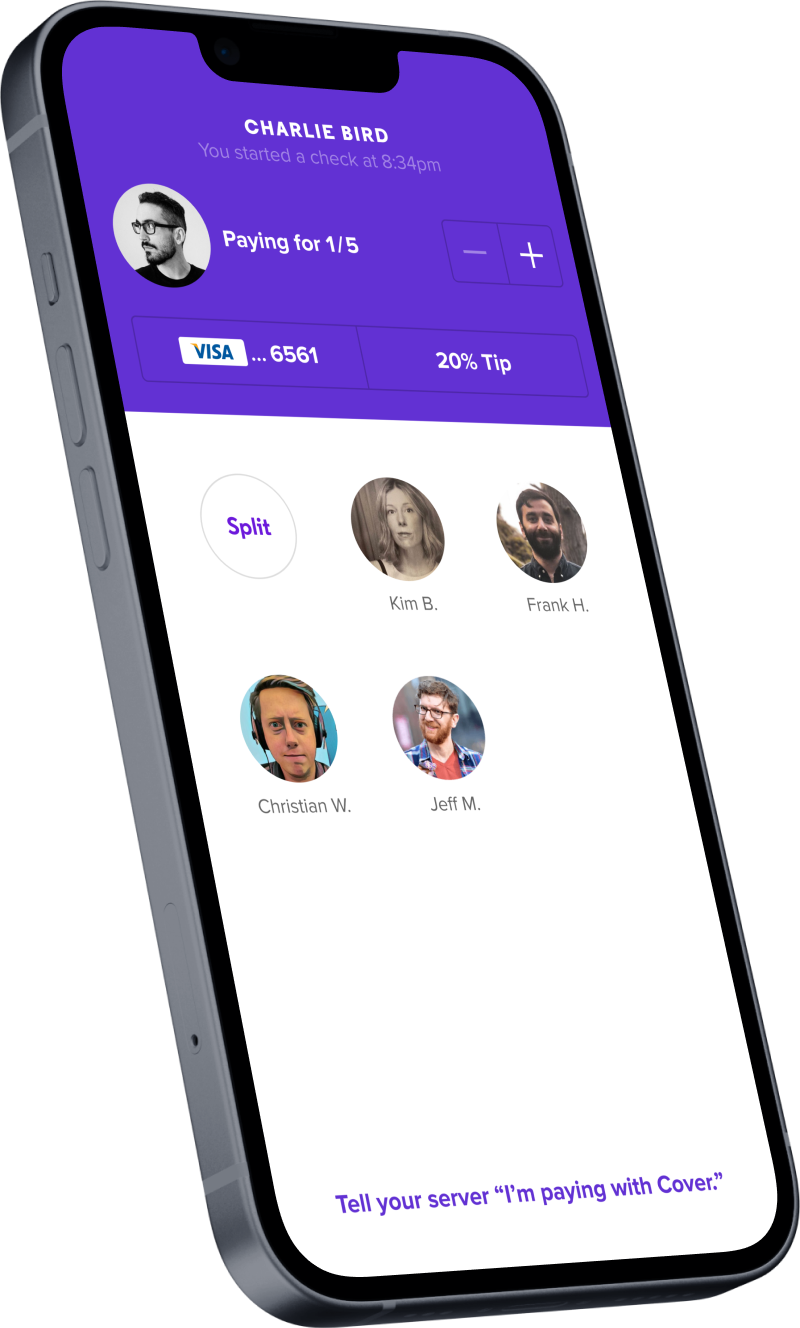 CHARLIE BIRD
You started a check at 8:34pm
Paying for 1/5
− +
VISA ... 6561
20% Tip
Split
Kim B.
Frank H.
Christian W.
Jeff M.
Tell your server “I’m paying with Cover.”